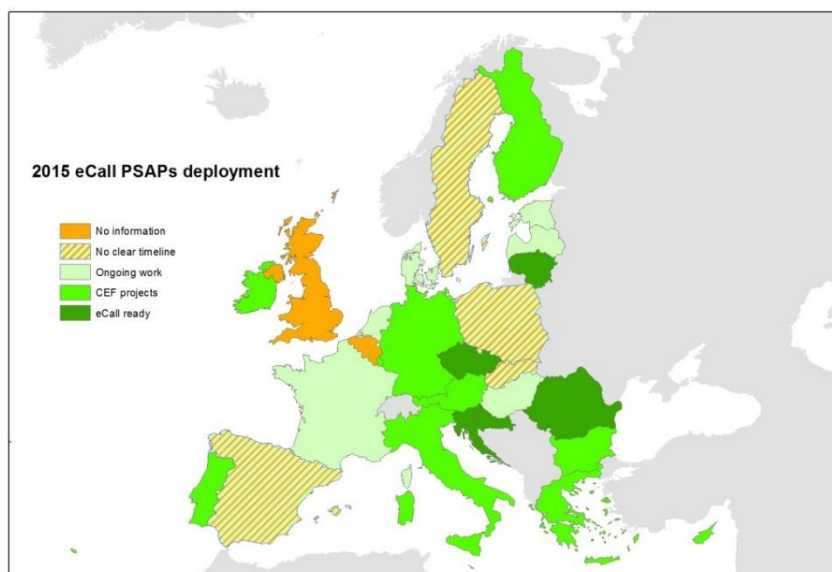 2015 eCall PSAPs deployment
No information
No clear timeline
Ongoing work
CEF projects
eCall ready